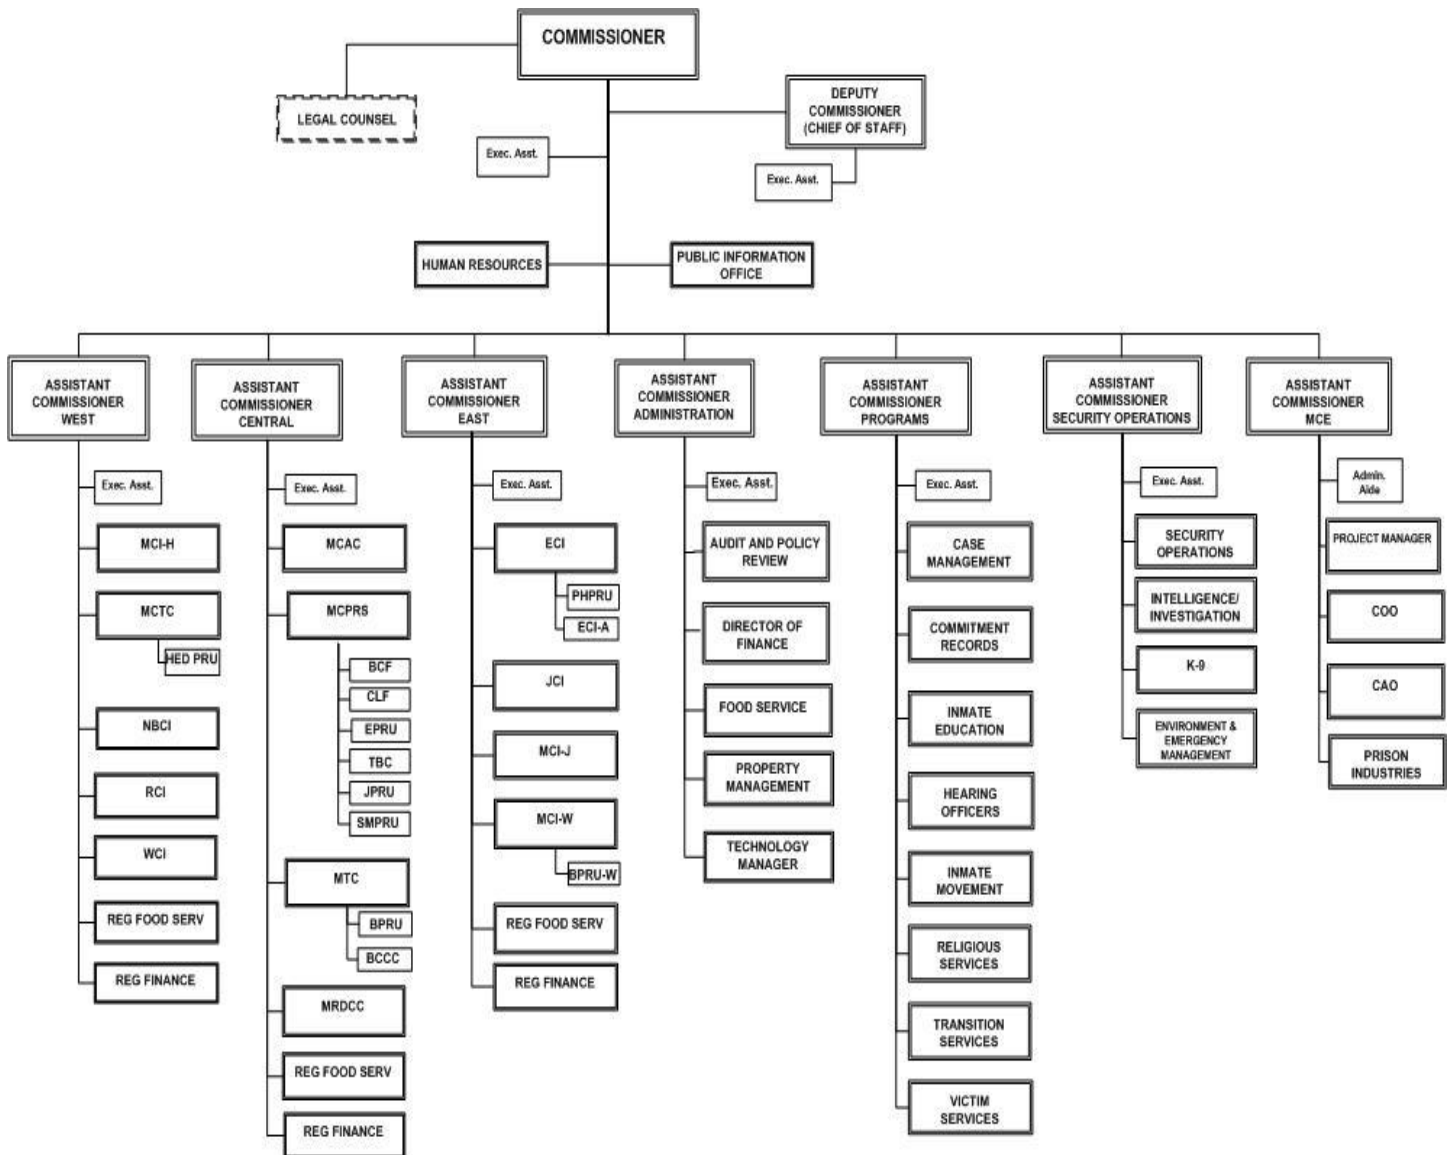 COMMISSIONER
LEGAL COUNSEL
DEPUTY
COMMISSIONER
(CHIEF OF STAFF)
Exec. Asst.
Exec. Asst.
HUMAN RESOURCES
PUBLIC INFORMATION
OFFICE
ASSISTANT
COMMISSIONER
WEST
Exec. Asst.
MCI-H
MCTC
HED PRU
NBCI
RCI
WCI
REG FOOD SERV
REG FINANCE
ASSISTANT
COMMISSIONER
CENTRAL
Exec. Asst.
MCAC
MCPRS
BCF
CLF
EPRU
TBC
JPRU
SMPRU
MTC
BPRU
BCCC
MRDCC
REG FOOD SERV
REG FINANCE
ASSISTANT
COMMISSIONER
EAST
Exec. Asst.
ECI
PHPRU
ECI-A
JCI
MCI-J
MCI-W
BPRU-W
REG FOOD SERV
REG FINANCE
ASSISTANT
COMMISSIONER
ADMINISTRATION
Exec. Asst.
AUDIT AND POLICY
REVIEW
DIRECTOR OF
FINANCE
FOOD SERVICE
PROPERTY
MANAGEMENT
TECHNOLOGY
MANAGER
ASSISTANT
COMMISSIONER
PROGRAMS
Exec. Asst.
CASE
MANAGEMENT
COMMITMENT
RECORDS
INMATE
EDUCATION
HEARING
OFFICERS
INMATE
MOVEMENT
RELIGIOUS
SERVICES
TRANSITION
SERVICES
VICTIM
SERVICES
ASSISTANT
COMMISSIONER
SECURITY OPERATIONS
Exec. Asst.
SECURITY
OPERATIONS
INTELLIGENCE/
INVESTIGATION
K-9
ENVIRONMENT &
EMERGENCY
MANAGEMENT
ASSISTANT
COMMISSIONER
MCE
Admin.
Aide
PROJECT MANAGER
COO
CAO
PRISON
INDUSTRIES